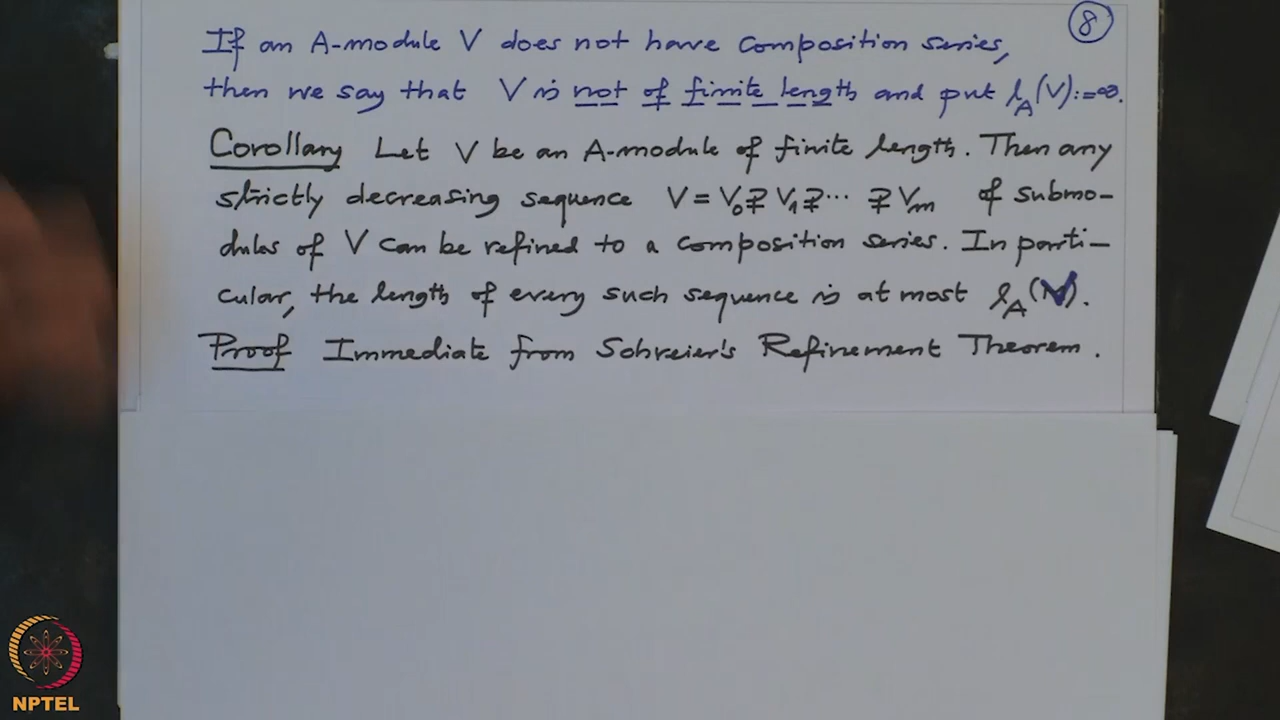 8
If an A-module V does not have composition series,
then we say that V is not of finite length and put l_A(V):=∞.
Corollary Let V be an A-module of finite length. Then any
strictly decreasing sequence V = V_0 ⊋ V_1 ⊋ ··· ⊋ V_m of submo-
dules of V can be refined to a composition series. In parti-
cular, the length of every such sequence is at most l_A(V).
Proof Immediate from Schreier's Refinement Theorem.
NPTEL